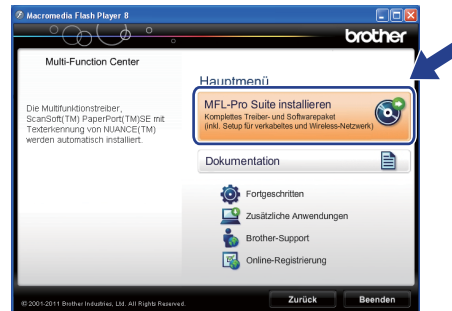 Macromedia Flash Player 8
brother
Multi-Function Center
Die Multifunktionstreiber,
ScanSoft(TM) PaperPort(TM)SE mit
Texterkennung von NUANCE(TM)
werden automatisch installiert.
Hauptmenü
MFL-Pro Suite installieren
Komplettes Treiber- und Softwarepaket
(inkl. Setup für verkabeltes und Wireless-Netzwerk)
Dokumentation
Fortgeschritten
Zusätzliche Anwendungen
Brother-Support
Online-Registrierung
© 2001-2011 Brother Industries, Ltd. All Rights Reserved.
Zurück
Beenden